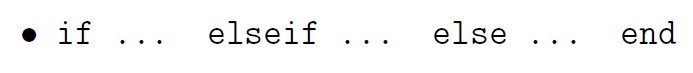 • if ... elseif ... else ... end